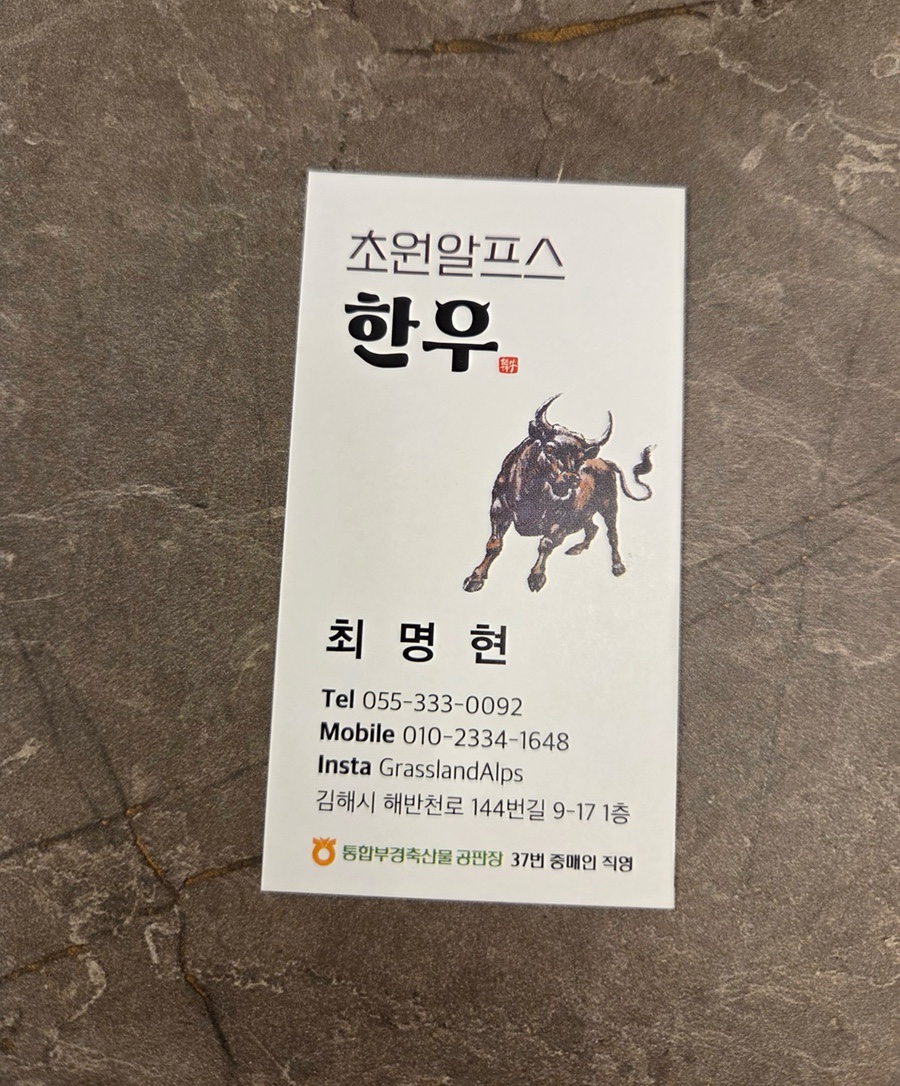 초원알프스
한우
최 명 현
Tel 055-333-0092
Mobile 010-2334-1648
Insta GrasslandAlps
김해시 해반천로 144번길 9-17 1층
통합부경축산물 공판장 37번 중매인 직영